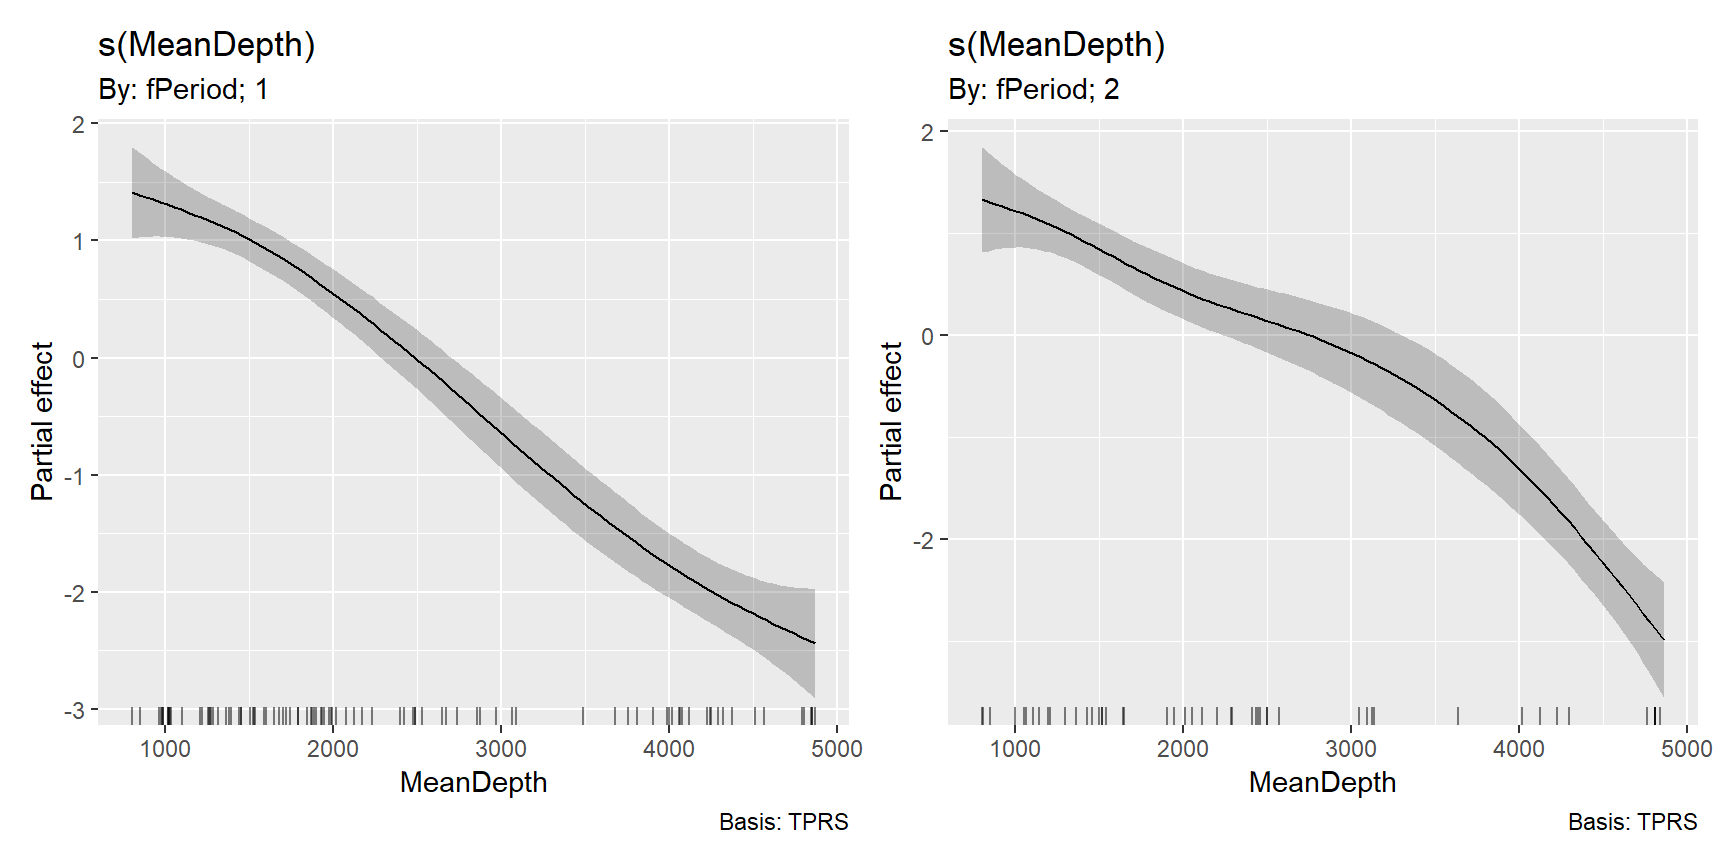 s(MeanDepth)
By: fPeriod; 1
2
1
0
-1
-2
-3
Partial effect
1000 2000 3000 4000 5000
MeanDepth
Basis: TPRS
s(MeanDepth)
By: fPeriod; 2
2
0
-2
Partial effect
1000 2000 3000 4000 5000
MeanDepth
Basis: TPRS